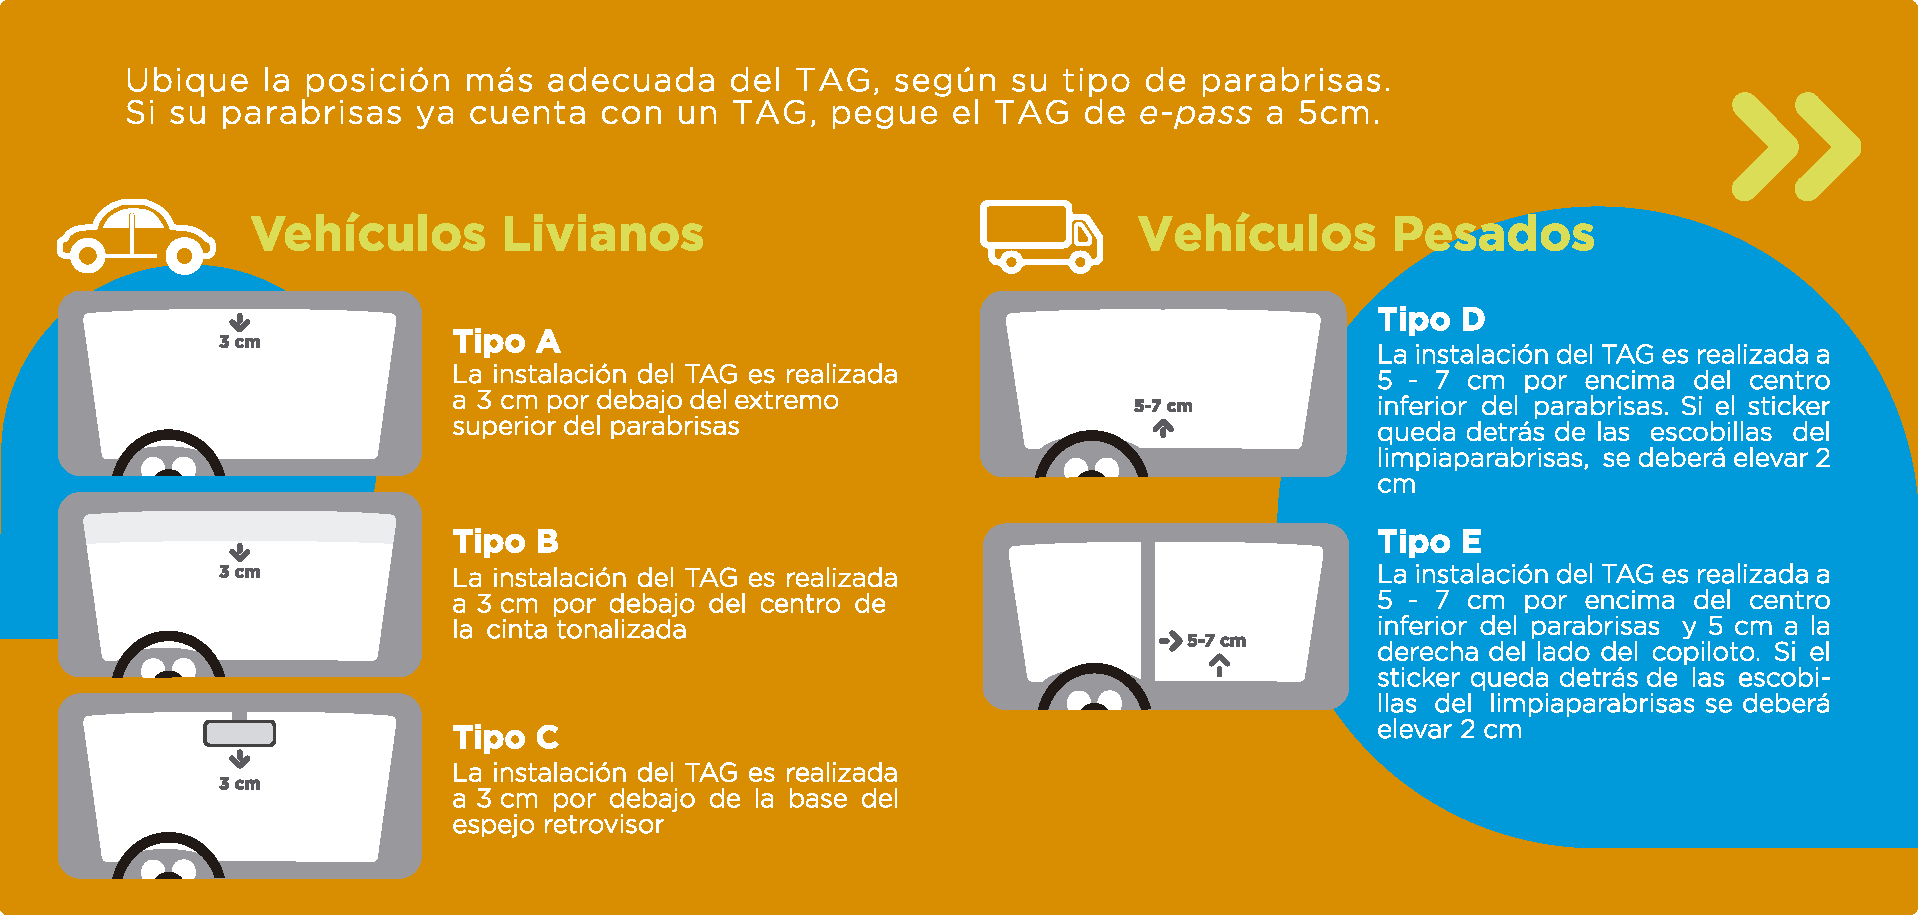 Ubique la posición más adecuada del TAG, según su tipo de parabrisas.
Si su parabrisas ya cuenta con un TAG, pegue el TAG de e-pass a 5cm.
Vehículos Livianos
3 cm
Tipo A
La instalación del TAG es realizada
a 3 cm por debajo del extremo
superior del parabrisas
3 cm
Tipo B
La instalación del TAG es realizada
a 3 cm por debajo del centro de
la cinta tonalizada
3 cm
Tipo C
La instalación del TAG es realizada
a 3 cm por debajo de la base del
espejo retrovisor
Vehículos Pesados
5-7 cm
Tipo D
La instalación del TAG es realizada a
5 - 7 cm por encima del centro
inferior del parabrisas. Si el sticker
queda detrás de las escobillas del
limpiaparabrisas, se deberá elevar 2
cm
5-7 cm
Tipo E
La instalación del TAG es realizada a
5 - 7 cm por encima del centro
inferior del parabrisas y 5 cm a la
derecha del lado del copiloto. Si el
sticker queda detrás de las escobi-
llas del limpiaparabrisas se deberá
elevar 2 cm